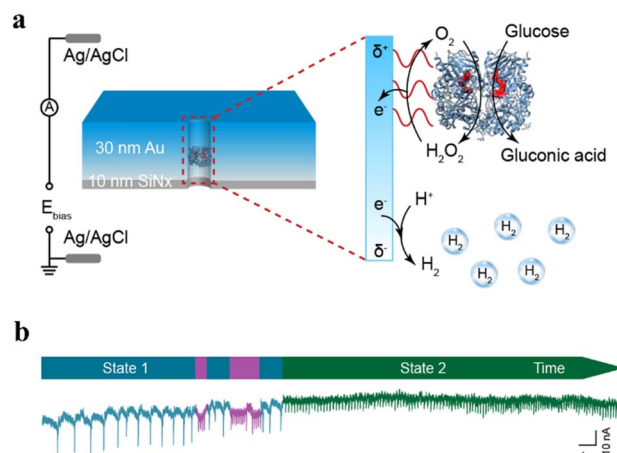 a
Ag/AgCl
A
30 nm Au
10 nm SiNx
E bias
Ag/AgCl
δ+
e-
O2
Glucose
H2O2
Gluconic acid
e-
H+
δ-
H2
H2
H2
H2
H2
H2
b
State 1
State 2
Time
10 nA